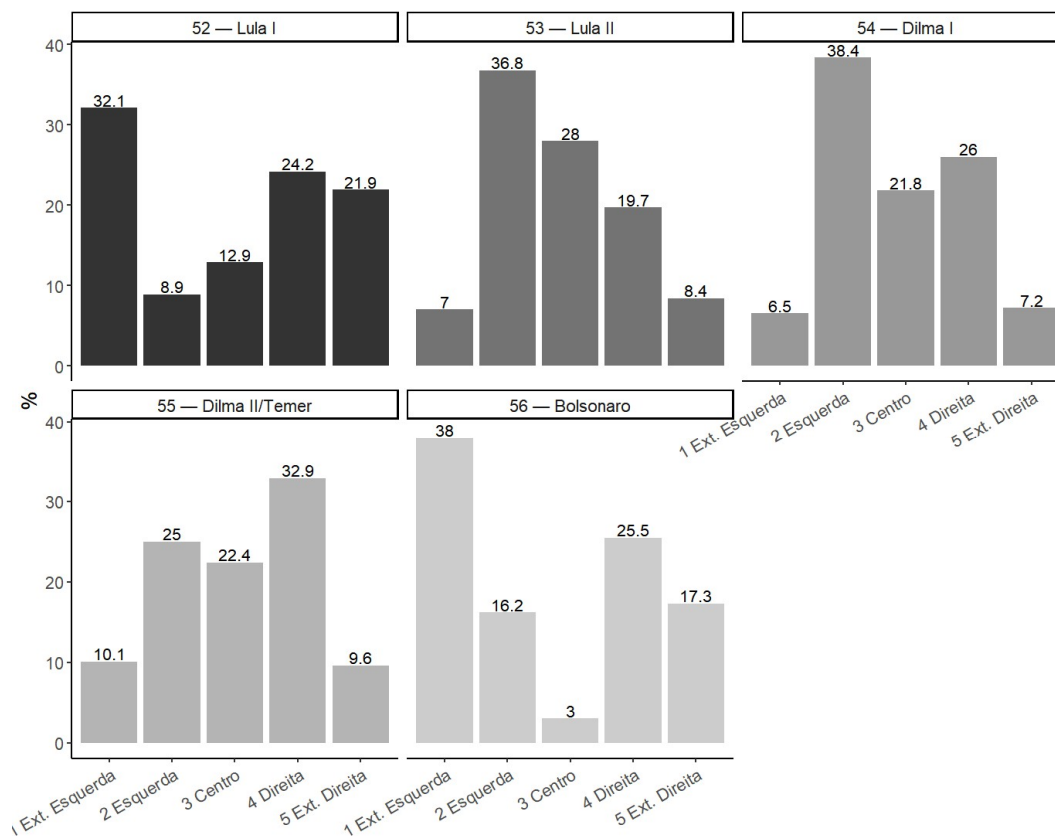 52 — Lula I
53 — Lula II
54 — Dilma I
40
30
20
10
0
32.1
8.9
12.9
24.2
21.9
7
36.8
28
19.7
8.4
6.5
38.4
21.8
26
7.2
1 Ext. Esquerda
2 Esquerda
3 Centro
4 Direita
5 Ext. Direita
%
55 — Dilma II/Temer
56 — Bolsonaro
40
30
20
10
0
10.1
25
22.4
32.9
9.6
38
16.2
3
25.5
17.3
1 Ext. Esquerda
2 Esquerda
3 Centro
4 Direita
5 Ext. Direita
1 Ext. Esquerda
2 Esquerda
3 Centro
4 Direita
5 Ext. Direita